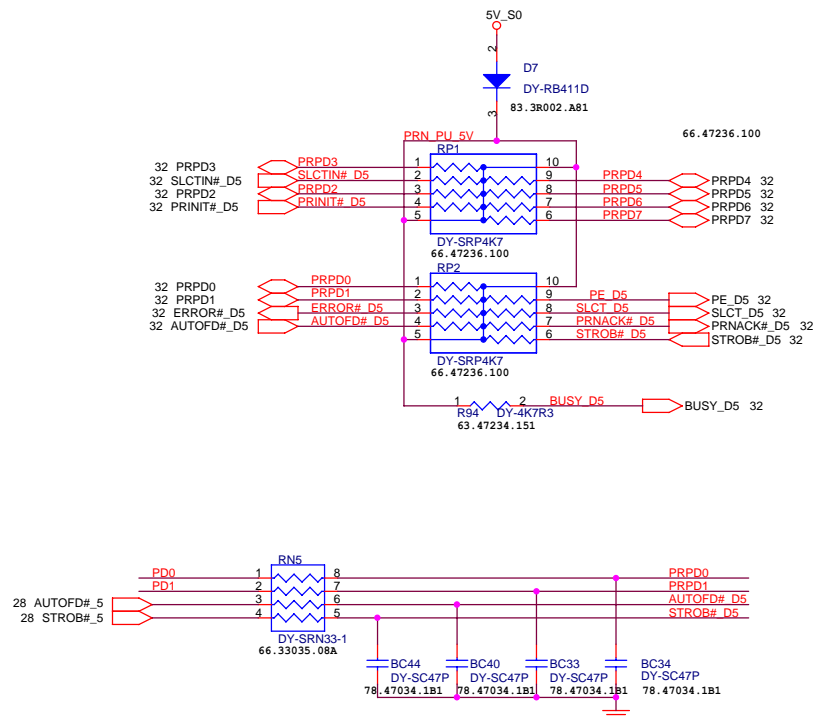 5V_S0
2
D7
DY-RB411D
83.3R002.A81
3
66.47236.100
PRN_PU_5V
RP1
32 PRPD3 PRPD3 1 10
32 SLCTIN#_D5 SLCTIN#_D5 2 9 PRPD4 PRPD4 32
32 PRPD2 PRPD2 3 8 PRPD5 PRPD5 32
32 PRINIT#_D5 PRINIT#_D5 4 7 PRPD6 PRPD6 32
5 6 PRPD7 PRPD7 32
DY-SRP4K7
66.47236.100
RP2
32 PRPD0 PRPD0 1 10
32 PRPD1 PRPD1 2 9 PE_D5 PE_D5 32
32 ERROR#_D5 ERROR#_D5 3 8 SLCT_D5 SLCT_D5 32
32 AUTOFD#_D5 AUTOFD#_D5 4 7 PRNACK#_D5 PRNACK#_D5 32
5 6 STROB#_D5 STROB#_D5 32
DY-SRP4K7
66.47236.100
1 2 BUSY_D5 BUSY_D5 32
R94 DY-4K7R3
63.47234.151
RN5
PD0 1 8 PRPD0
PD1 2 7 PRPD1
28 AUTOFD#_5 3 6 AUTOFD#_D5
28 STROB#_5 4 5 STROB#_D5
DY-SRN33-1
66.33035.08A
BC44 BC40 BC33 BC34
DY-SC47P DY-SC47P DY-SC47P DY-SC47P
78.47034.1B1 78.47034.1B1 78.47034.1B1 78.47034.1B1